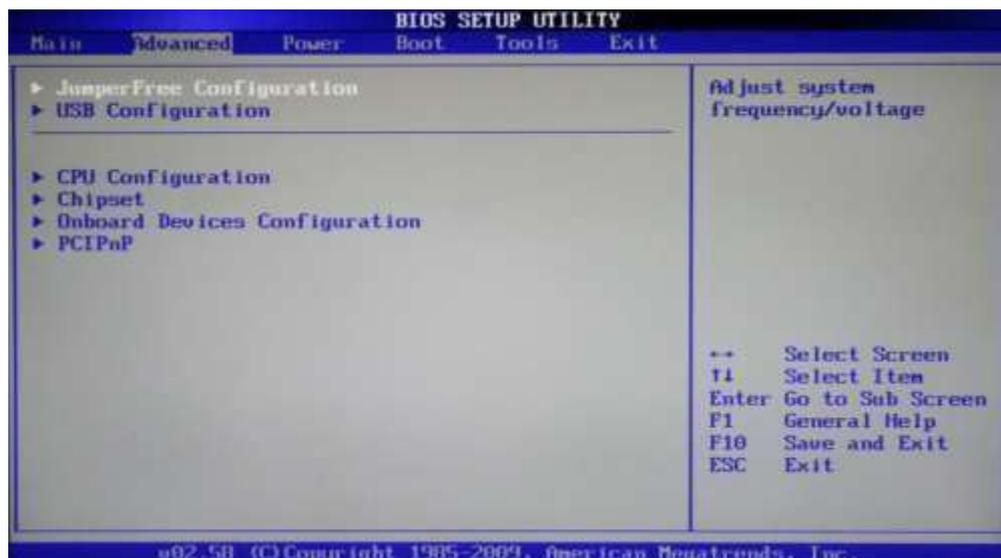 BIOS SETUP UTILITY
Main Advanced Power Boot Tools Exit
JumperFree Configuration
USB Configuration
CPU Configuration
Chipset
Onboard Devices Configuration
PCIPnP
Adjust system
frequency/voltage
↔ Select Screen
↑↓ Select Item
Enter Go to Sub Screen
F1 General Help
F10 Save and Exit
ESC Exit
v02.58 (C)Copyright 1985-2009, American Megatrends, Inc.